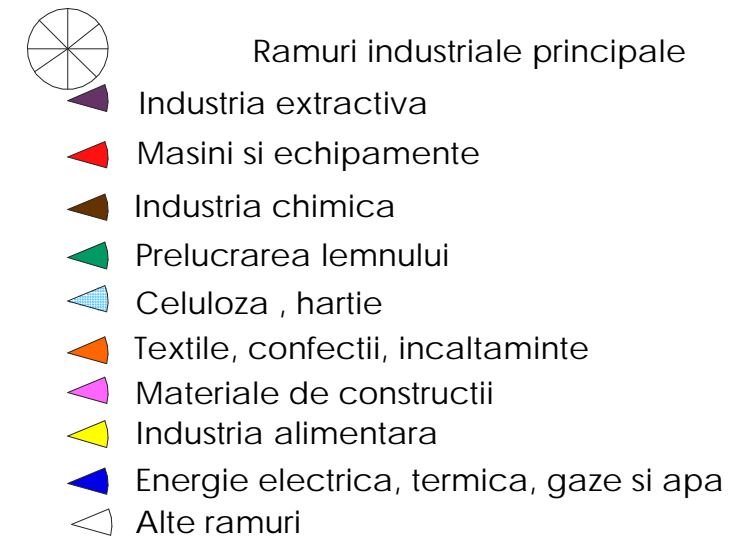 Ramuri industriale principale
Industria extractiva
Masini si echipamente
Industria chimica
Prelucrarea lemnului
Celuloza , hartie
Textile, confectii, incaltaminte
Materiale de constructii
Industria alimentara
Energie electrica, termica, gaze si apa
Alte ramuri